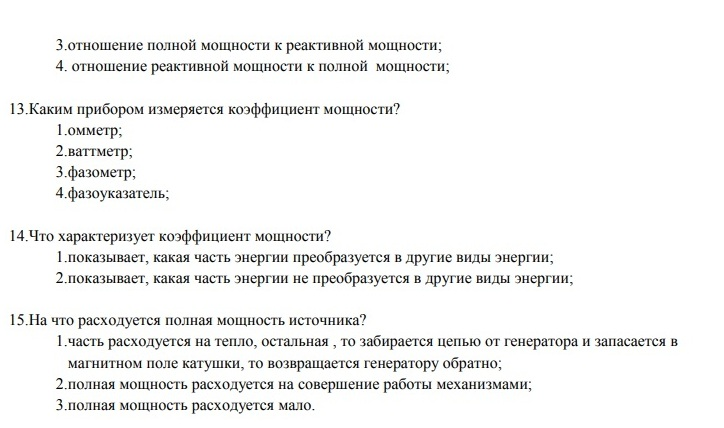 3.отношение полной мощности к реактивной мощности;
4. отношение реактивной мощности к полной мощности;
13.Каким прибором измеряется коэффициент мощности?
1.омметр;
2.ваттметр;
3.фазометр;
4.фазоуказатель;
14.Что характеризует коэффициент мощности?
1.показывает, какая часть энергии преобразуется в другие виды энергии;
2.показывает, какая часть энергии не преобразуется в другие виды энергии;
15.На что расходуется полная мощность источника?
1.часть расходуется на тепло, остальная , то забирается цепью от генератора и запасается в
магнитном поле катушки, то возвращается генератору обратно;
2.полная мощность расходуется на совершение работы механизмами;
3.полная мощность расходуется мало.